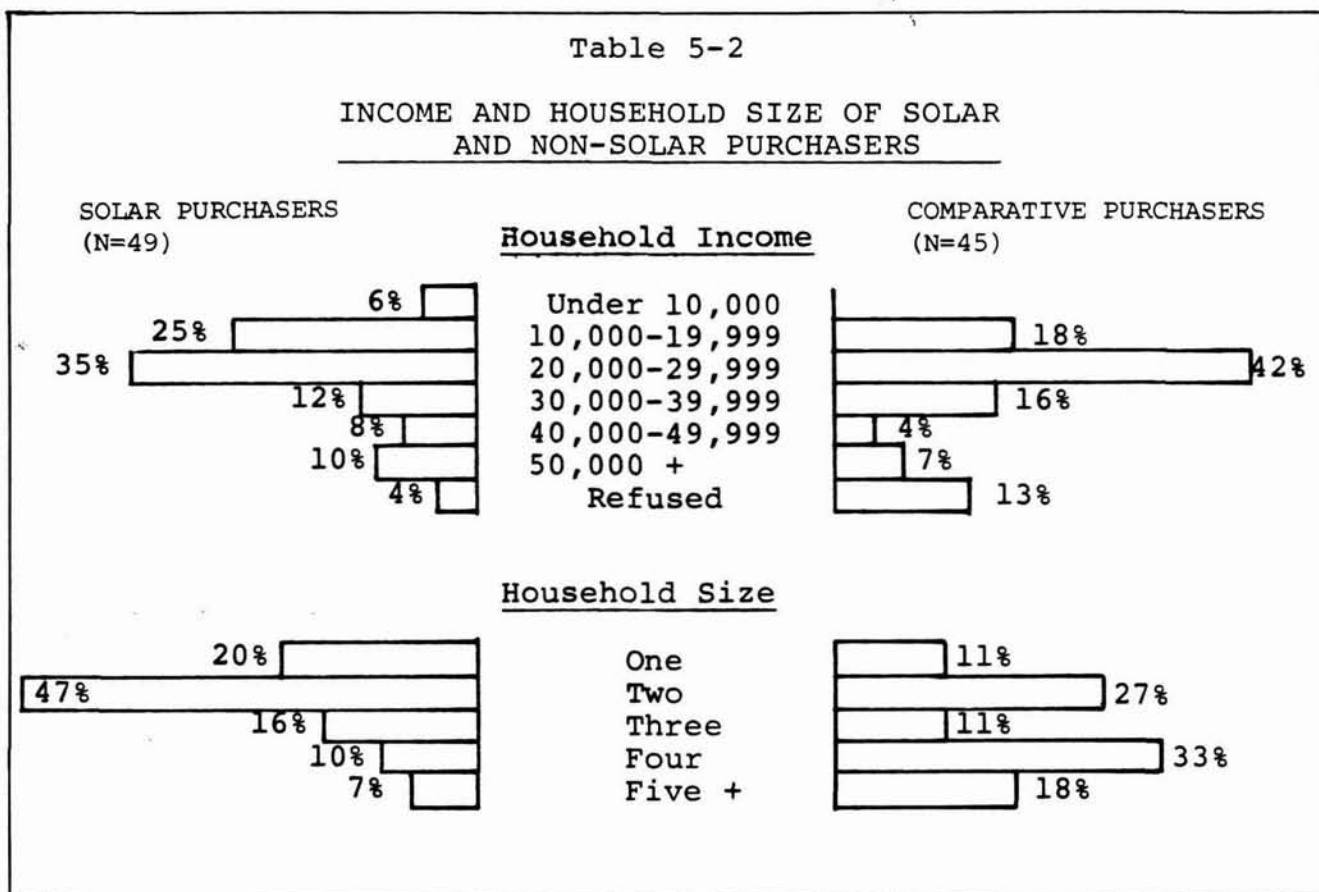 Table 5-2
INCOME AND HOUSEHOLD SIZE OF SOLAR
AND NON-SOLAR PURCHASERS
SOLAR PURCHASERS
(N=49)
COMPARATIVE PURCHASERS
(N=45)
Household Income
6% Under 10,000
25% 10,000-19,999 18%
35% 20,000-29,999 42%
12% 30,000-39,999 16%
8% 40,000-49,999 4%
10% 50,000 + 7%
4% Refused 13%
Household Size
20% One 11%
47% Two 27%
16% Three 11%
10% Four 33%
7% Five + 18%